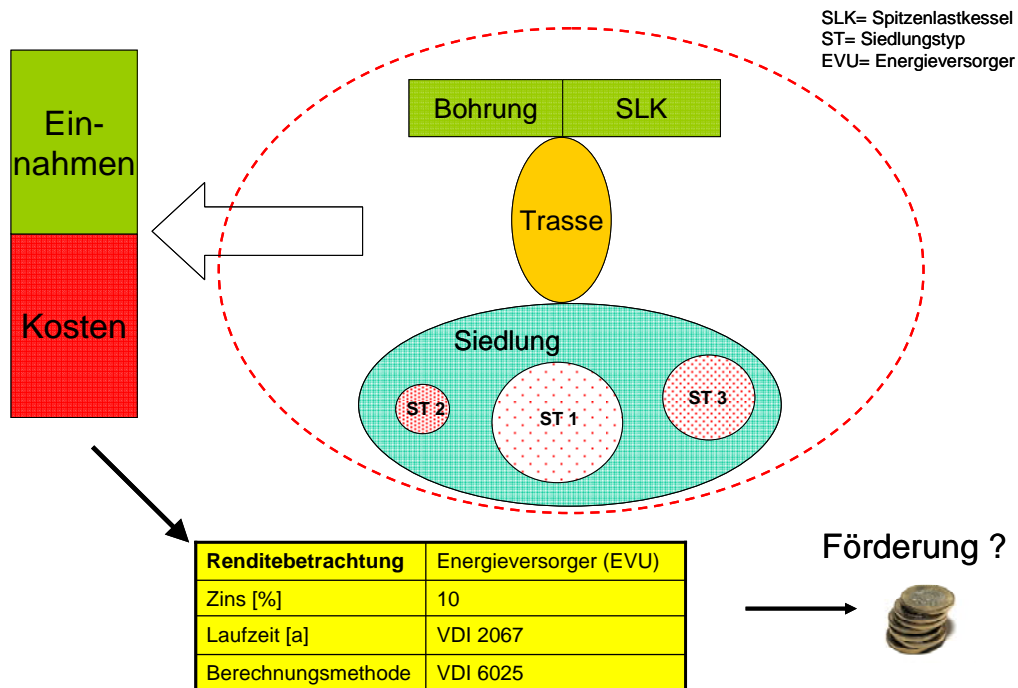 SLK= Spitzenlastkessel
ST= Siedlungstyp
EVU= Energieversorger
Ein-
nahmen
Kosten
Bohrung
SLK
Trasse
Siedlung
ST 2
ST 1
ST 3
Renditebetrachtung Energieversorger (EVU)
Zins [%] 10
Laufzeit [a] VDI 2067
Berechnungsmethode VDI 6025
Förderung ?